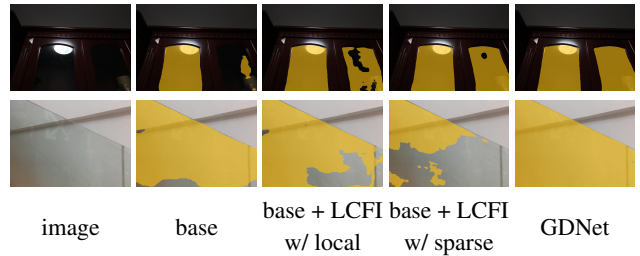 image
base
base + LCFI
w/ local
base + LCFI
w/ sparse
GDNet